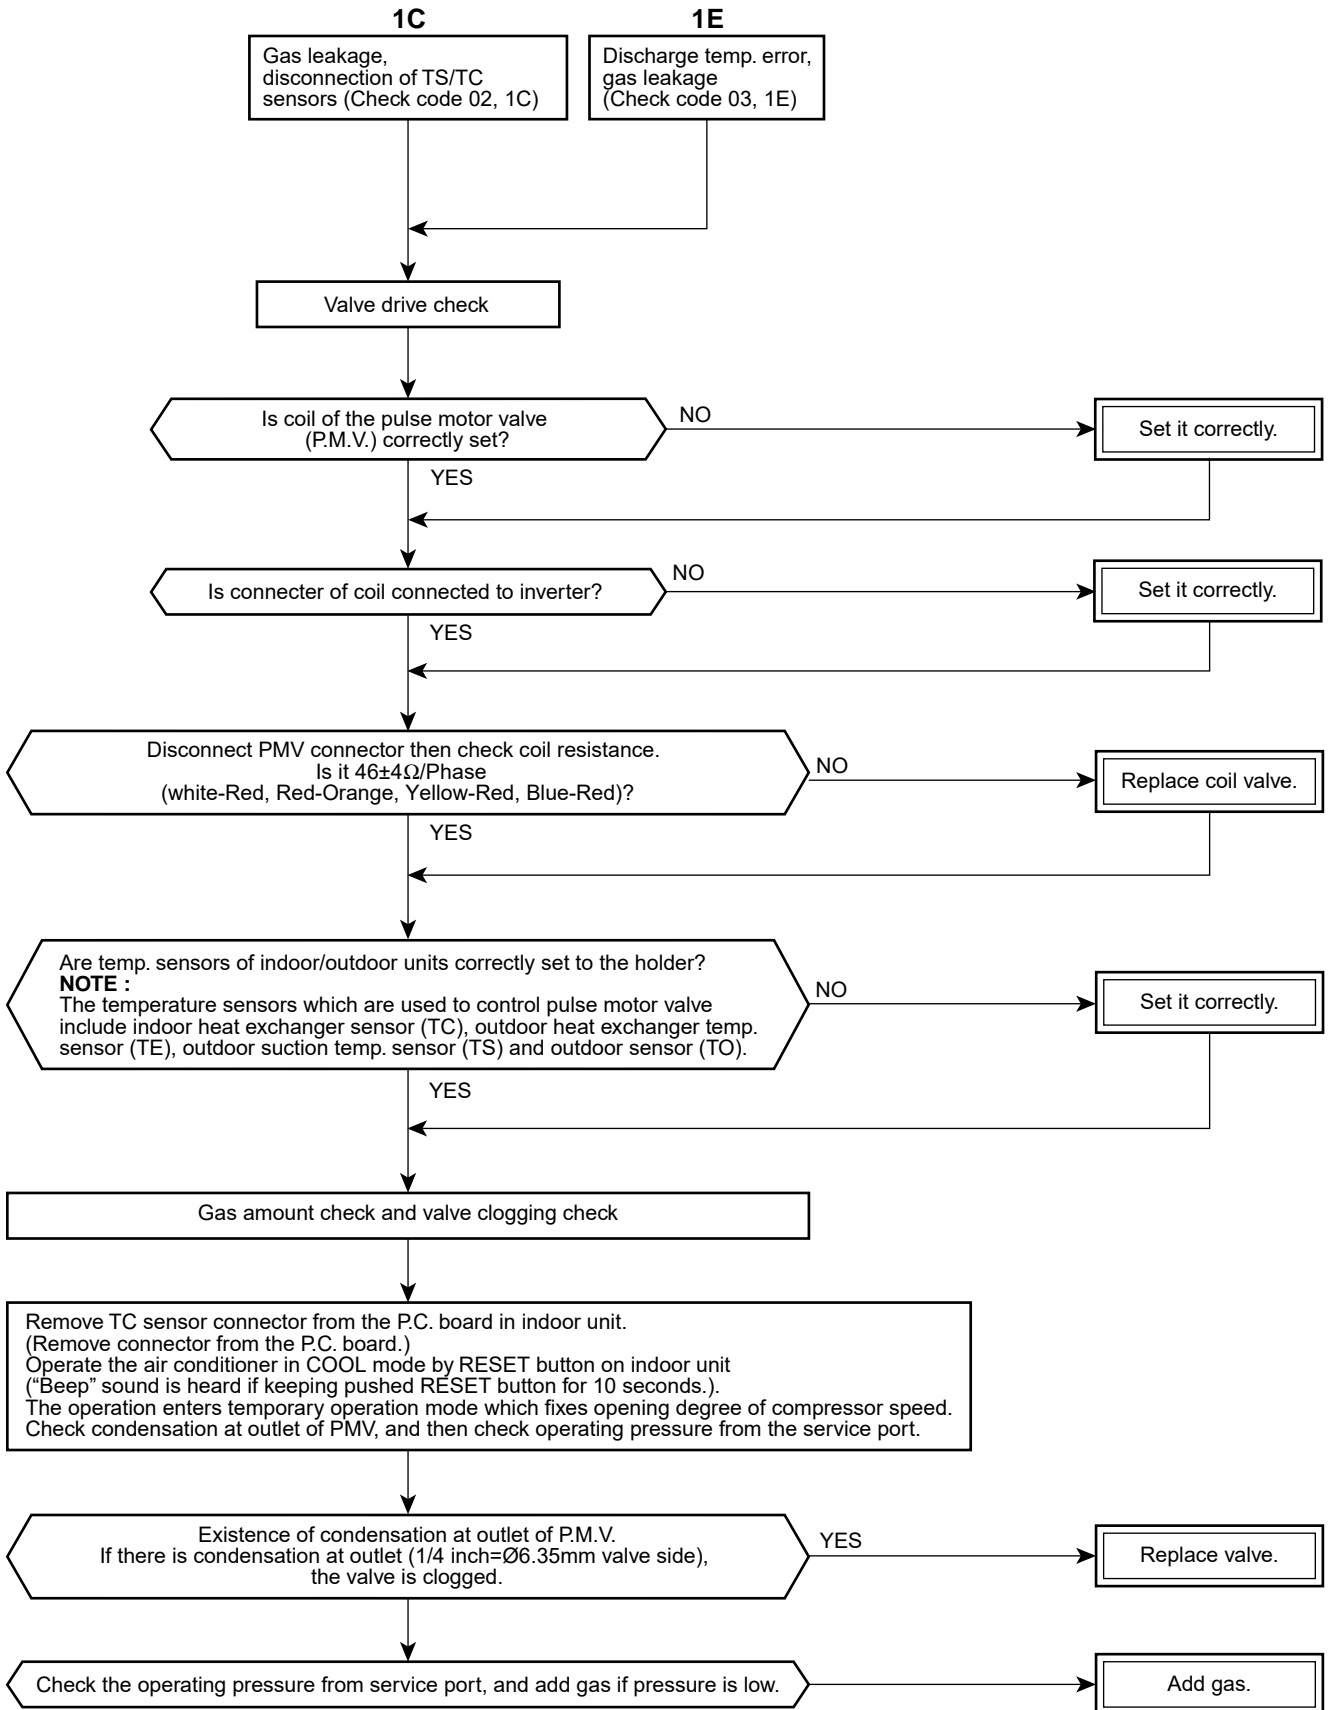 1C
1E
Gas leakage,
disconnection of TS/TC
sensors (Check code 02, 1C)
Discharge temp. error,
gas leakage
(Check code 03, 1E)
Valve drive check
Is coil of the pulse motor valve
(P.M.V.) correctly set?
NO
Set it correctly.
YES
Is connecter of coil connected to inverter?
NO
Set it correctly.
YES
Disconnect PMV connector then check coil resistance.
Is it 46±4Ω/Phase
(white-Red, Red-Orange, Yellow-Red, Blue-Red)?
NO
Replace coil valve.
YES
Are temp. sensors of indoor/outdoor units correctly set to the holder?
NOTE :
The temperature sensors which are used to control pulse motor valve
include indoor heat exchanger sensor (TC), outdoor heat exchanger temp.
sensor (TE), outdoor suction temp. sensor (TS) and outdoor sensor (TO).
NO
Set it correctly.
YES
Gas amount check and valve clogging check
Remove TC sensor connector from the P.C. board in indoor unit.
(Remove connector from the P.C. board.)
Operate the air conditioner in COOL mode by RESET button on indoor unit
(“Beep” sound is heard if keeping pushed RESET button for 10 seconds.).
The operation enters temporary operation mode which fixes opening degree of compressor speed.
Check condensation at outlet of PMV, and then check operating pressure from the service port.
Existence of condensation at outlet of P.M.V.
If there is condensation at outlet (1/4 inch=Ø6.35mm valve side),
the valve is clogged.
YES
Replace valve.
Check the operating pressure from service port, and add gas if pressure is low.
Add gas.